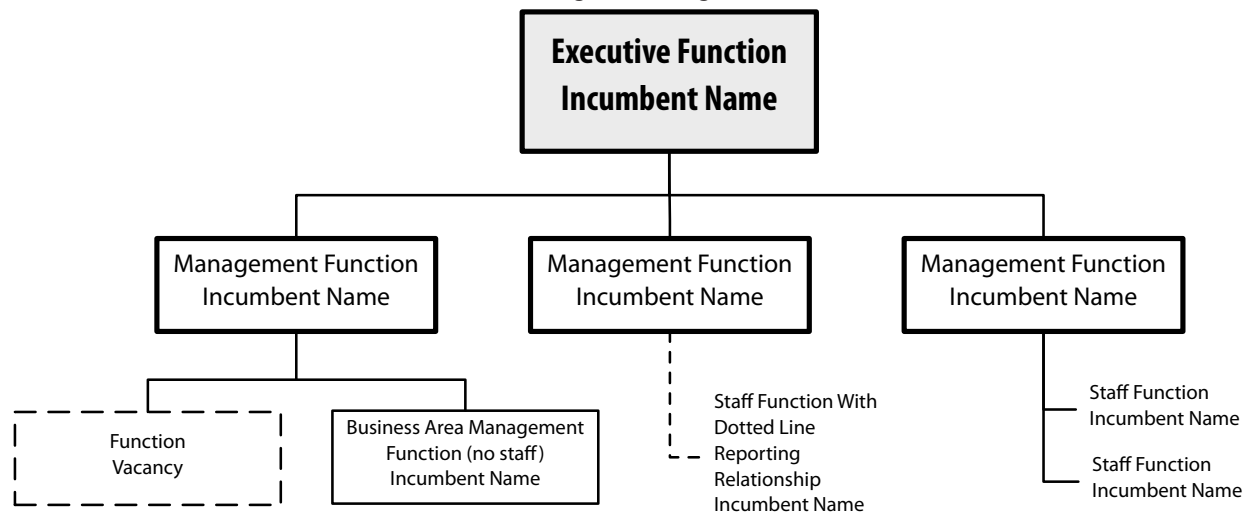 Executive Function
Incumbent Name
Management Function
Incumbent Name
Management Function
Incumbent Name
Management Function
Incumbent Name
Function
Vacancy
Business Area Management
Function (no staff)
Incumbent Name
Staff Function With
Dotted Line
Reporting
Relationship
Incumbent Name
Staff Function
Incumbent Name
Staff Function
Incumbent Name